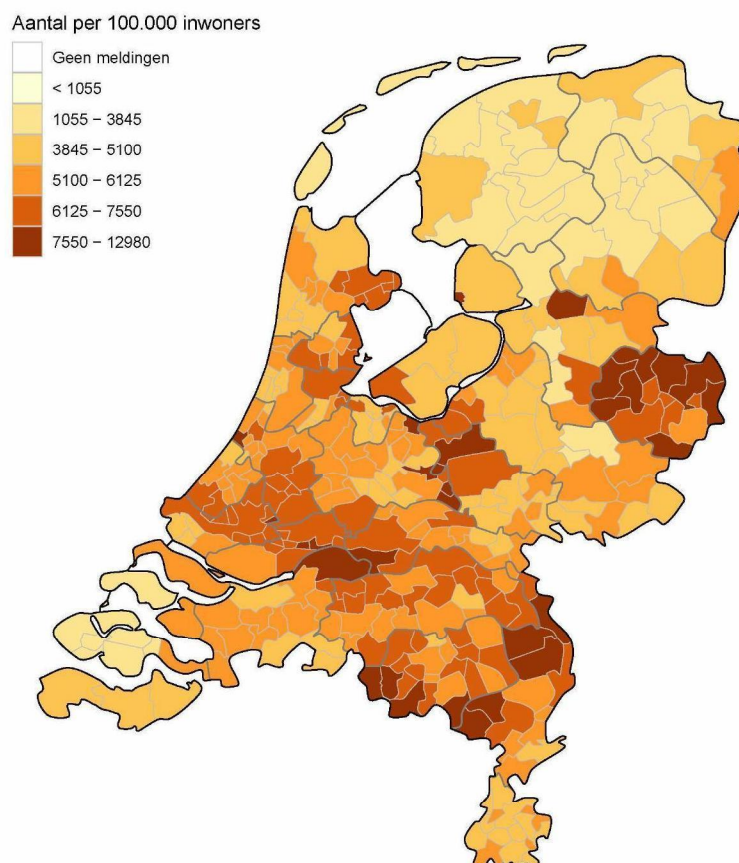 Aantal per 100.000 inwoners
Geen meldingen
< 1055
1055 – 3845
3845 – 5100
5100 – 6125
6125 – 7550
7550 – 12980